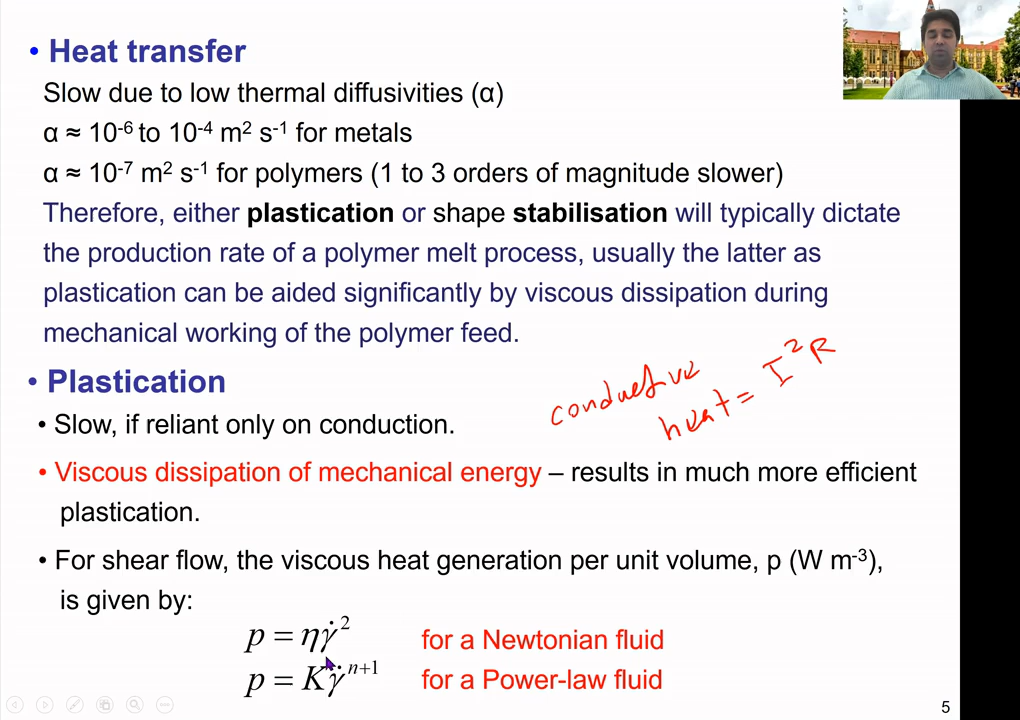 • Heat transfer
Slow due to low thermal diffusivities (α)
α ≈ 10⁻⁶ to 10⁻⁴ m² s⁻¹ for metals
α ≈ 10⁻⁷ m² s⁻¹ for polymers (1 to 3 orders of magnitude slower)
Therefore, either plastication or shape stabilisation will typically dictate
the production rate of a polymer melt process, usually the latter as
plastication can be aided significantly by viscous dissipation during
mechanical working of the polymer feed.
conductive
heat = I² R
• Plastication
• Slow, if reliant only on conduction.
• Viscous dissipation of mechanical energy – results in much more efficient
plastication.
• For shear flow, the viscous heat generation per unit volume, p (W m⁻³),
is given by:
p = ηγ̇² for a Newtonian fluid
p = Kγ̇ⁿ⁺¹ for a Power-law fluid
5